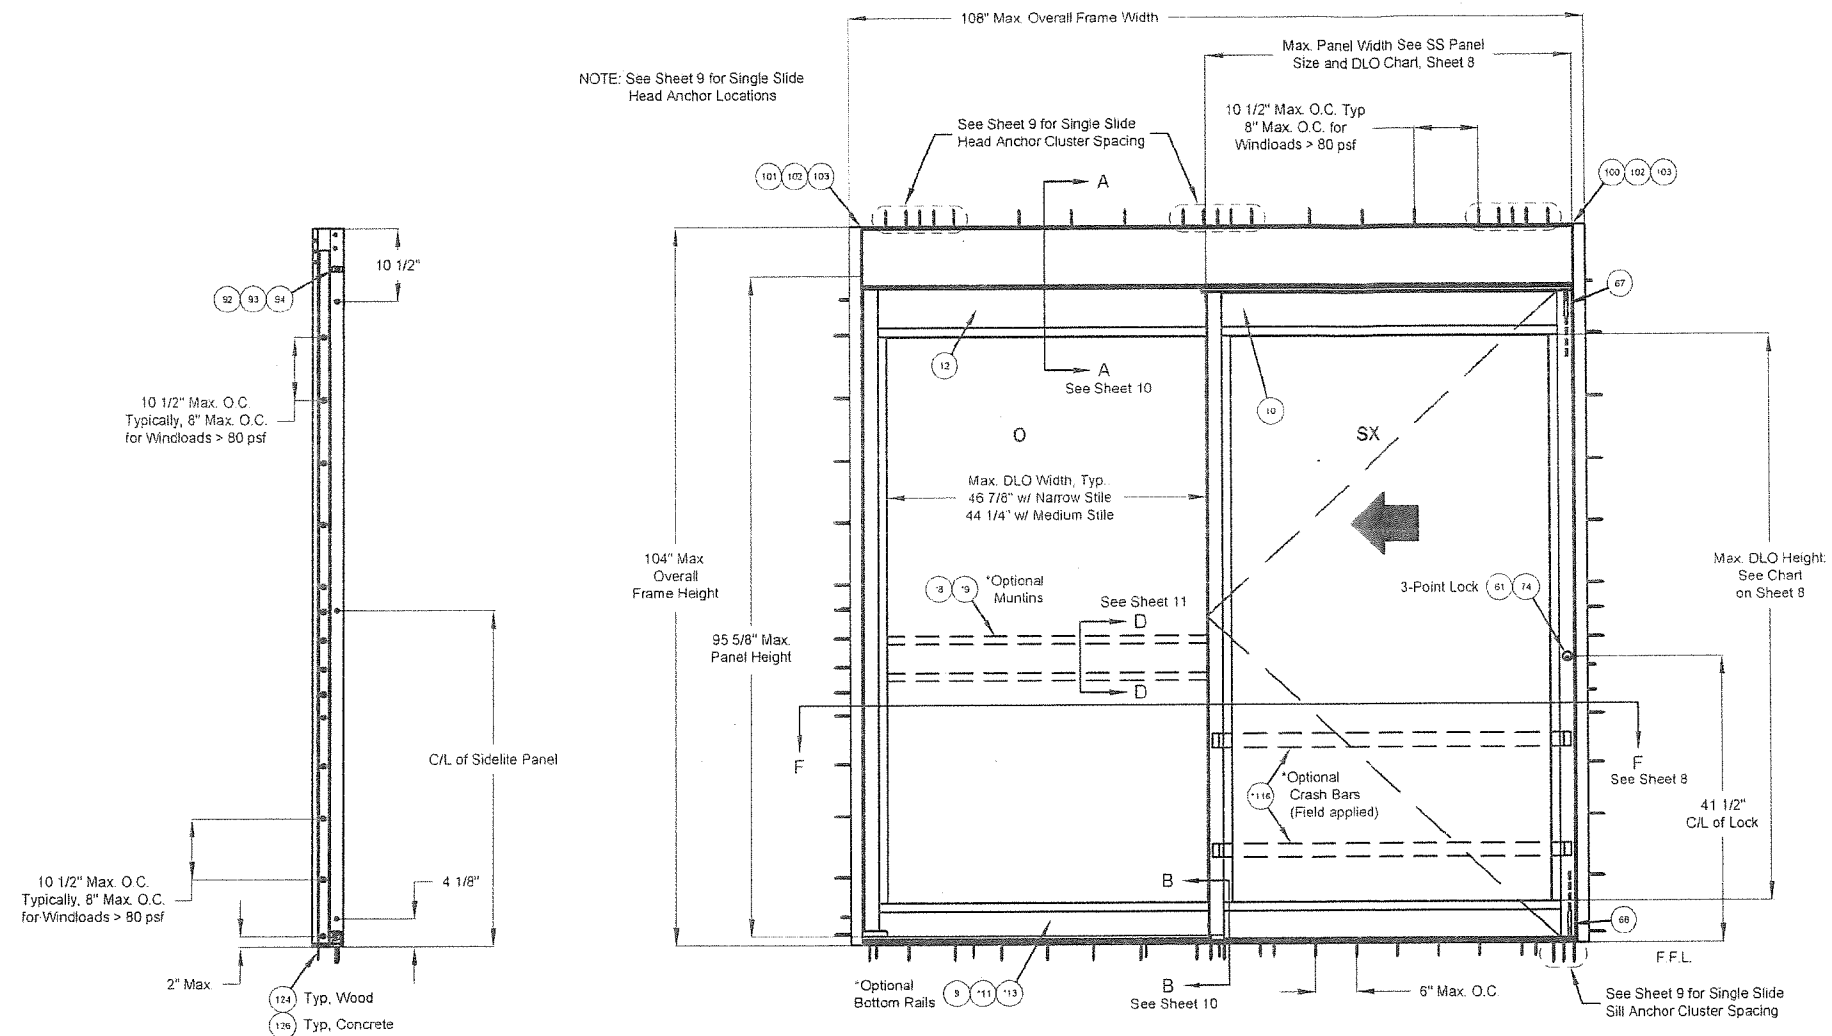 108" Max. Overall Frame Width
Max. Panel Width See SS Panel
Size and DLO Chart, Sheet 8
NOTE: See Sheet 9 for Single Slide
Head Anchor Locations
See Sheet 9 for Single Slide
Head Anchor Cluster Spacing
10 1/2" Max. O.C. Typ
8" Max. O.C. for
Windloads > 80 psf
101 102 103
A
100 102 103
10 1/2"
92 93 94
67
12
A
See Sheet 10
10
10 1/2" Max. O.C.
Typically, 8" Max. O.C.
for Windloads > 80 psf
O
SX
Max. DLO Width, Typ.
46 7/8" w/ Narrow Stile
44 1/4" w/ Medium Stile
104" Max
Overall
Frame Height
Max. DLO Height:
See Chart
on Sheet 8
*8 *9
*Optional
Muntins
See Sheet 11
D
3-Point Lock 61 74
95 5/8" Max.
Panel Height
D
C/L of Sidelite Panel
F
F
See Sheet 8
*116
*Optional
Crash Bars
(Field applied)
41 1/2"
C/L of Lock
10 1/2" Max. O.C.
Typically, 8" Max. O.C.
for Windloads > 80 psf
4 1/8"
B
68
2" Max
F.F.L.
124 Typ, Wood
126 Typ, Concrete
*Optional
Bottom Rails
9 *11 *13
B
See Sheet 10
6" Max. O.C.
See Sheet 9 for Single Slide
Sill Anchor Cluster Spacing